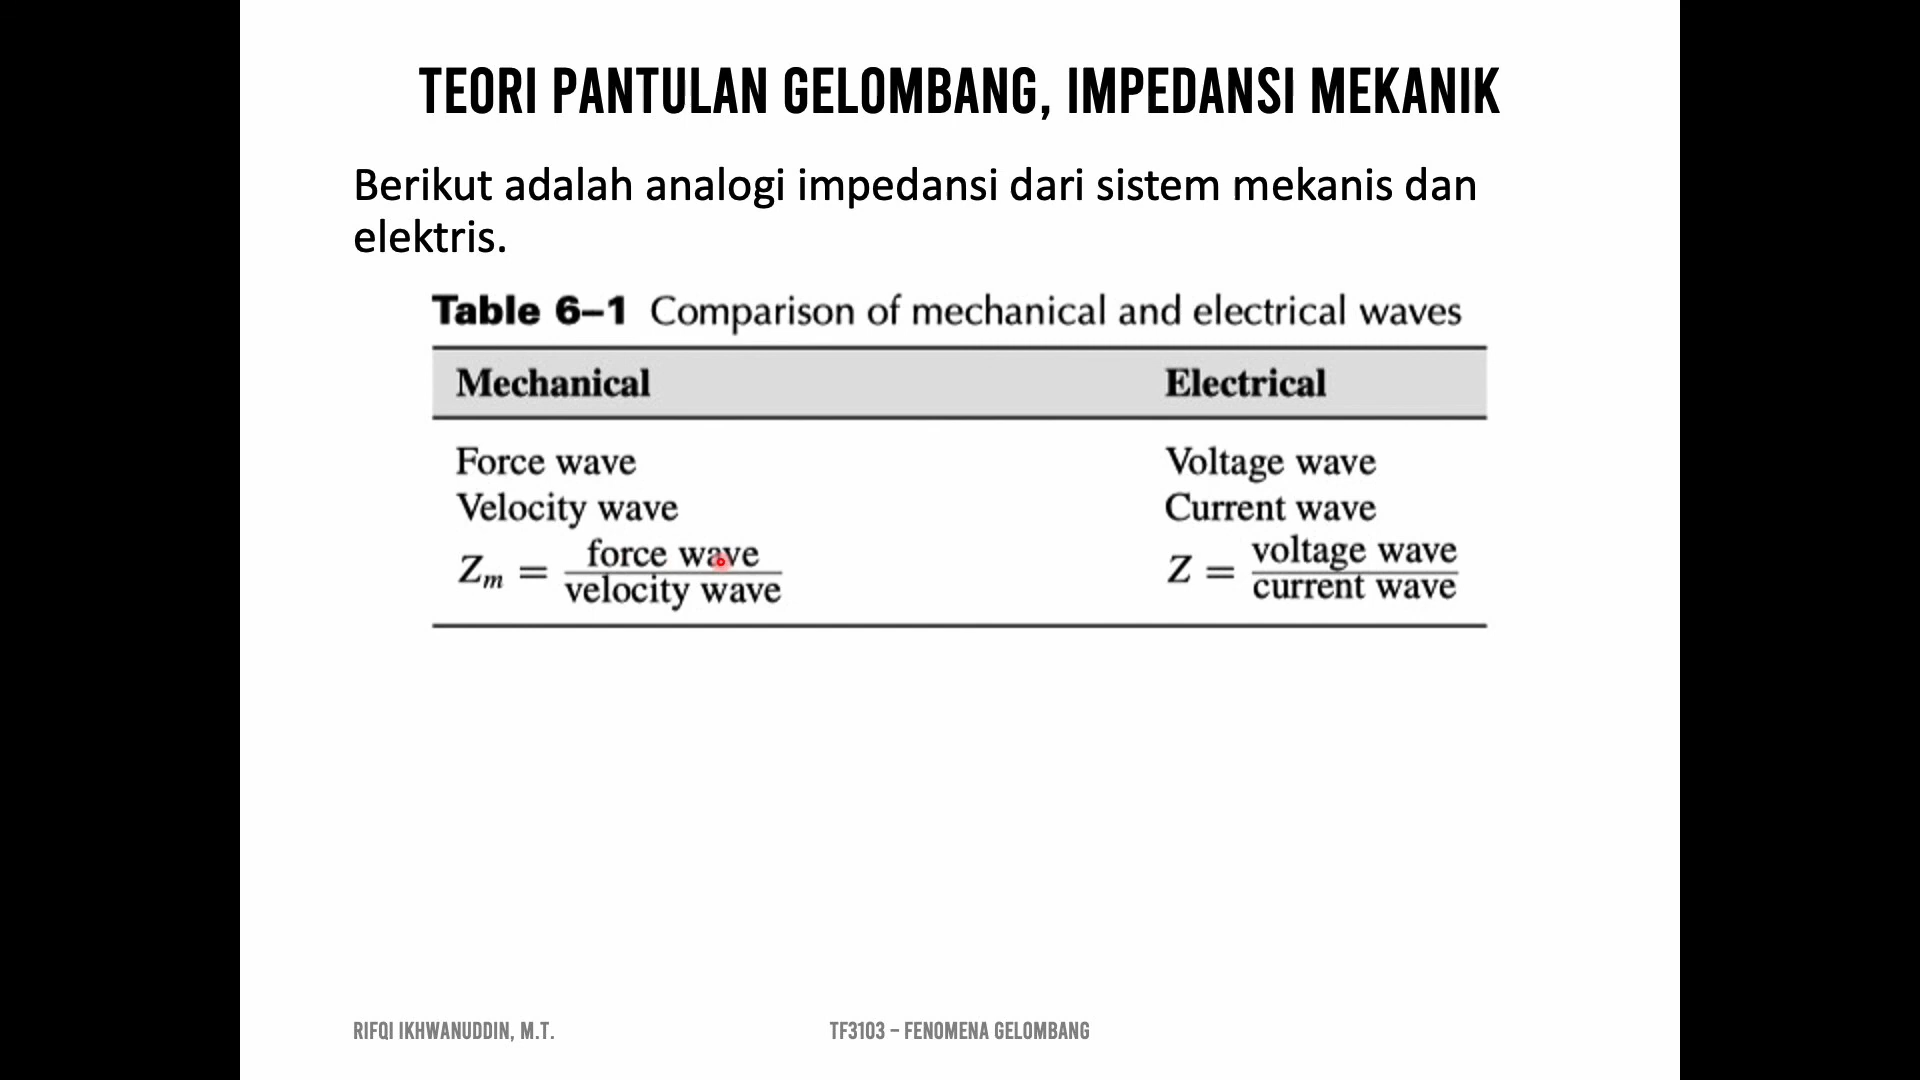 TEORI PANTULAN GELOMBANG, IMPEDANSI MEKANIK
Berikut adalah analogi impedansi dari sistem mekanis dan
elektris.
Table 6–1 Comparison of mechanical and electrical waves
Mechanical Electrical
Force wave Voltage wave
Velocity wave Current wave
Zm = force wave / velocity wave Z = voltage wave / current wave
RIFQI IKHWANUDDIN, M.T. TF3103 – FENOMENA GELOMBANG